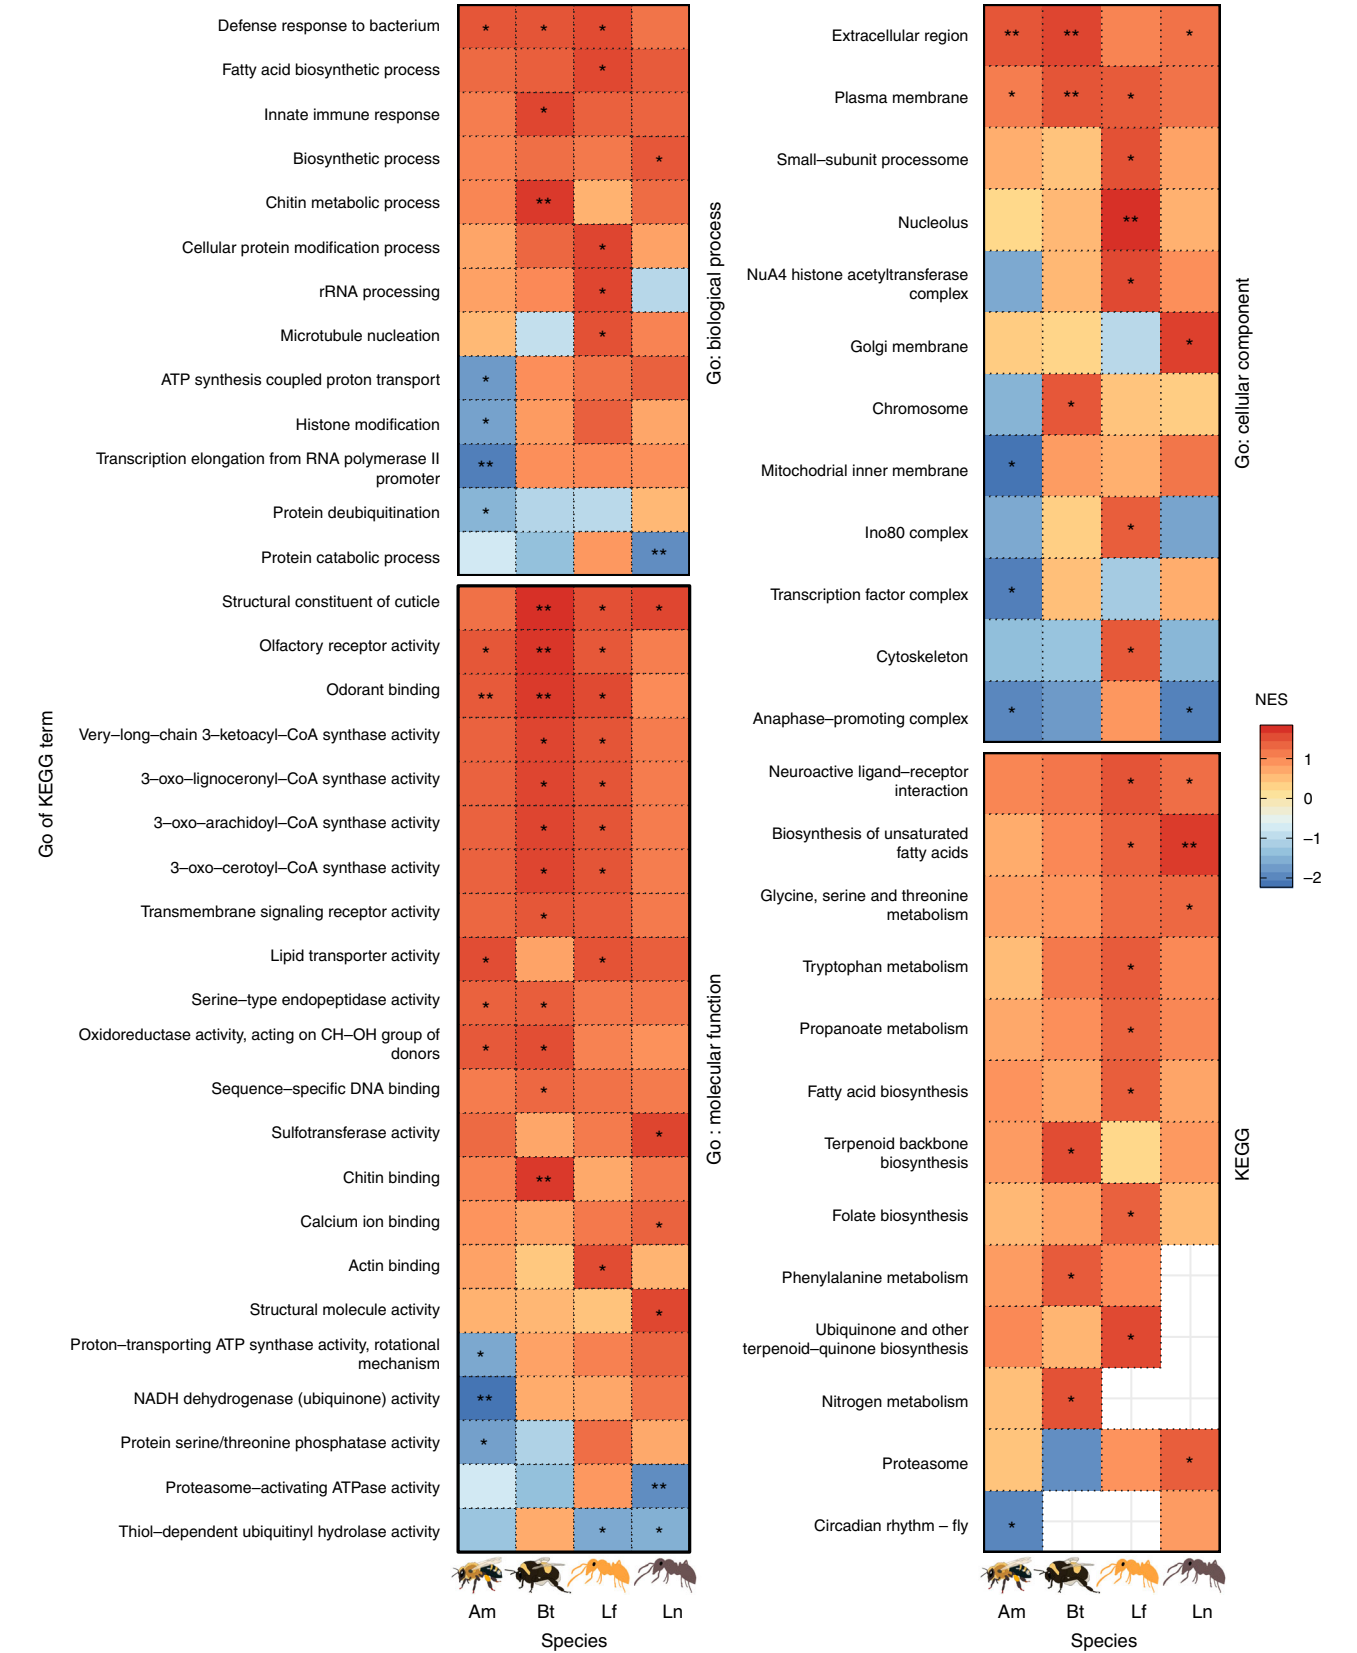 Defense response to bacterium
* * *
Fatty acid biosynthetic process
*
Innate immune response
*
Biosynthetic process
*
Chitin metabolic process
**
Cellular protein modification process
*
rRNA processing
*
Microtubule nucleation
*
ATP synthesis coupled proton transport
*
Histone modification
*
Transcription elongation from RNA polymerase II
promoter
**
Protein deubiquitination
*
Protein catabolic process
**
Go: biological process
Structural constituent of cuticle
** * *
Olfactory receptor activity
* ** *
Odorant binding
** ** *
Very–long–chain 3–ketoacyl–CoA synthase activity
* *
3–oxo–lignoceronyl–CoA synthase activity
* *
3–oxo–arachidoyl–CoA synthase activity
* *
3–oxo–cerotoyl–CoA synthase activity
* *
Transmembrane signaling receptor activity
*
Lipid transporter activity
* *
Serine–type endopeptidase activity
* *
Oxidoreductase activity, acting on CH–OH group of
donors
* *
Sequence–specific DNA binding
*
Sulfotransferase activity
*
Chitin binding
**
Calcium ion binding
*
Actin binding
*
Structural molecule activity
*
Proton–transporting ATP synthase activity, rotational
mechanism
*
NADH dehydrogenase (ubiquinone) activity
**
Protein serine/threonine phosphatase activity
*
Proteasome–activating ATPase activity
**
Thiol–dependent ubiquitinyl hydrolase activity
* *
Go : molecular function
Go of KEGG term
Am Bt Lf Ln
Species
Extracellular region
** ** *
Plasma membrane
* ** *
Small–subunit processome
*
Nucleolus
**
NuA4 histone acetyltransferase
complex
*
Golgi membrane
*
Chromosome
*
Mitochodrial inner membrane
*
Ino80 complex
*
Transcription factor complex
*
Cytoskeleton
*
Anaphase–promoting complex
* *
Go: cellular component
Neuroactive ligand–receptor
interaction
* *
Biosynthesis of unsaturated
fatty acids
* **
Glycine, serine and threonine
metabolism
*
Tryptophan metabolism
*
Propanoate metabolism
*
Fatty acid biosynthesis
*
Terpenoid backbone
biosynthesis
*
Folate biosynthesis
*
Phenylalanine metabolism
*
Ubiquinone and other
terpenoid–quinone biosynthesis
*
Nitrogen metabolism
*
Proteasome
*
Circadian rhythm – fly
*
KEGG
Am Bt Lf Ln
Species
NES
1
0
–1
–2